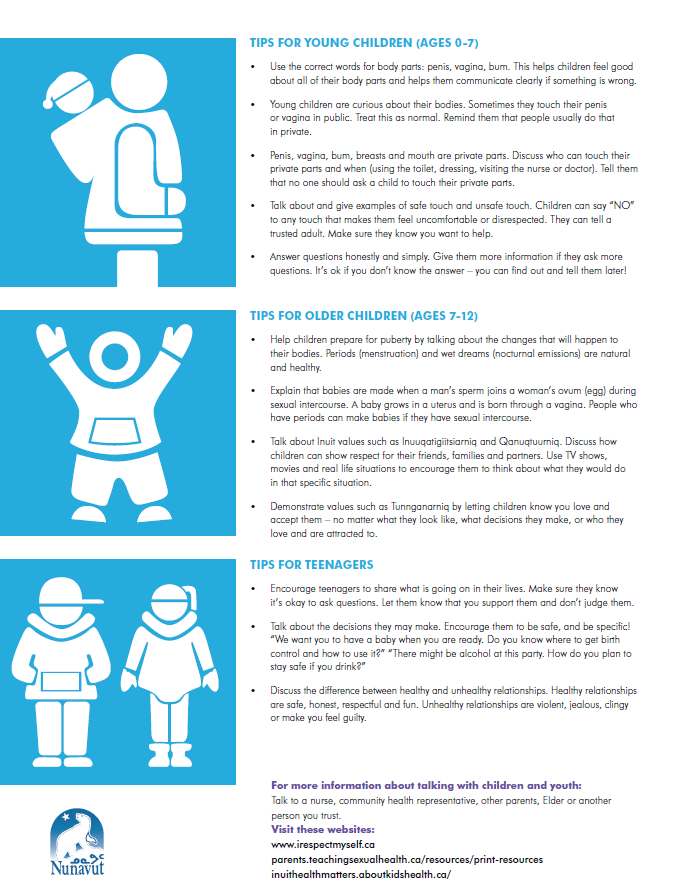 TIPS FOR YOUNG CHILDREN (AGES 0-7)
• Use the correct words for body parts: penis, vagina, bum. This helps children feel good
about all of their body parts and helps them communicate clearly if something is wrong.
• Young children are curious about their bodies. Sometimes they touch their penis
or vagina in public. Treat this as normal. Remind them that people usually do that
in private.
• Penis, vagina, bum, breasts and mouth are private parts. Discuss who can touch their
private parts and when (using the toilet, dressing, visiting the nurse or doctor). Tell them
that no one should ask a child to touch their private parts.
• Talk about and give examples of safe touch and unsafe touch. Children can say “NO”
to any touch that makes them feel uncomfortable or disrespected. They can tell a
trusted adult. Make sure they know you want to help.
• Answer questions honestly and simply. Give them more information if they ask more
questions. It’s ok if you don’t know the answer – you can find out and tell them later!
TIPS FOR OLDER CHILDREN (AGES 7-12)
• Help children prepare for puberty by talking about the changes that will happen to
their bodies. Periods (menstruation) and wet dreams (nocturnal emissions) are natural
and healthy.
• Explain that babies are made when a man’s sperm joins a woman’s ovum (egg) during
sexual intercourse. A baby grows in a uterus and is born through a vagina. People who
have periods can make babies if they have sexual intercourse.
• Talk about Inuit values such as Inuuqatigiitsiarniq and Qanuqtuurniq. Discuss how
children can show respect for their friends, families and partners. Use TV shows,
movies and real life situations to encourage them to think about what they would do
in that specific situation.
• Demonstrate values such as Tunnganarniq by letting children know you love and
accept them – no matter what they look like, what decisions they make, or who they
love and are attracted to.
TIPS FOR TEENAGERS
• Encourage teenagers to share what is going on in their lives. Make sure they know
it’s okay to ask questions. Let them know that you support them and don’t judge them.
• Talk about the decisions they may make. Encourage them to be safe, and be specific!
“We want you to have a baby when you are ready. Do you know where to get birth
control and how to use it?” “There might be alcohol at this party. How do you plan to
stay safe if you drink?”
• Discuss the difference between healthy and unhealthy relationships. Healthy relationships
are safe, honest, respectful and fun. Unhealthy relationships are violent, jealous, clingy
or make you feel guilty.
For more information about talking with children and youth:
Talk to a nurse, community health representative, other parents, Elder or another
person you trust.
Visit these websites:
www.irespectmyself.ca
parents.teachingsexualhealth.ca/resources/print-resources
inuithealthmatters.aboutkidshealth.ca/
ᓄᓇᕗᑦ
Nunavut